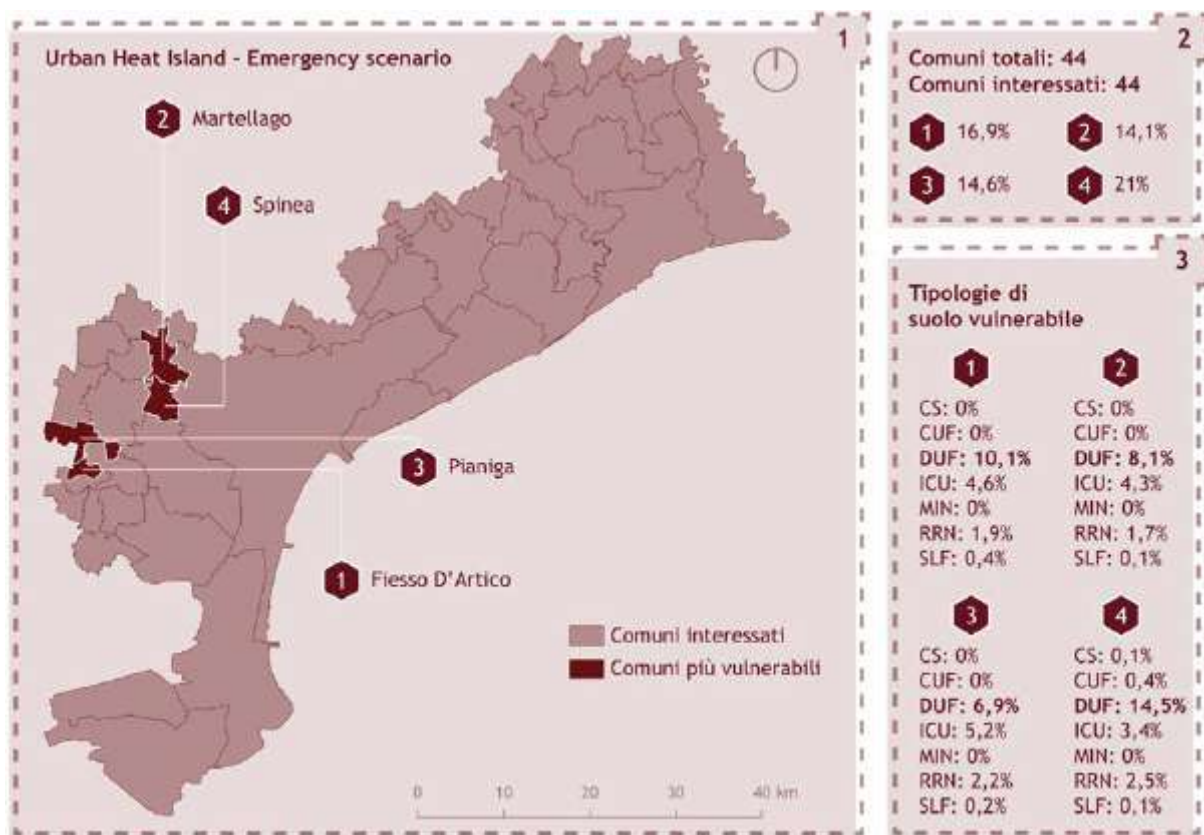 1
Urban Heat Island - Emergency scenario
2 Martellago
4 Spinea
3 Pianiga
1 Fiesso D'Artico
Comuni interessati
Comuni più vulnerabili
0 10 20 30 40 km
2
Comuni totali: 44
Comuni interessati: 44
1 16,9% 2 14,1%
3 14,6% 4 21%
3
Tipologie di
suolo vulnerabile
1
CS: 0%
CUF: 0%
DUF: 10,1%
ICU: 4,6%
MIN: 0%
RRN: 1,9%
SLF: 0,4%
2
CS: 0%
CUF: 0%
DUF: 8,1%
ICU: 4,3%
MIN: 0%
RRN: 1,7%
SLF: 0,1%
3
CS: 0%
CUF: 0%
DUF: 6,9%
ICU: 5,2%
MIN: 0%
RRN: 2,2%
SLF: 0,2%
4
CS: 0,1%
CUF: 0,4%
DUF: 14,5%
ICU: 3,4%
MIN: 0%
RRN: 2,5%
SLF: 0,1%